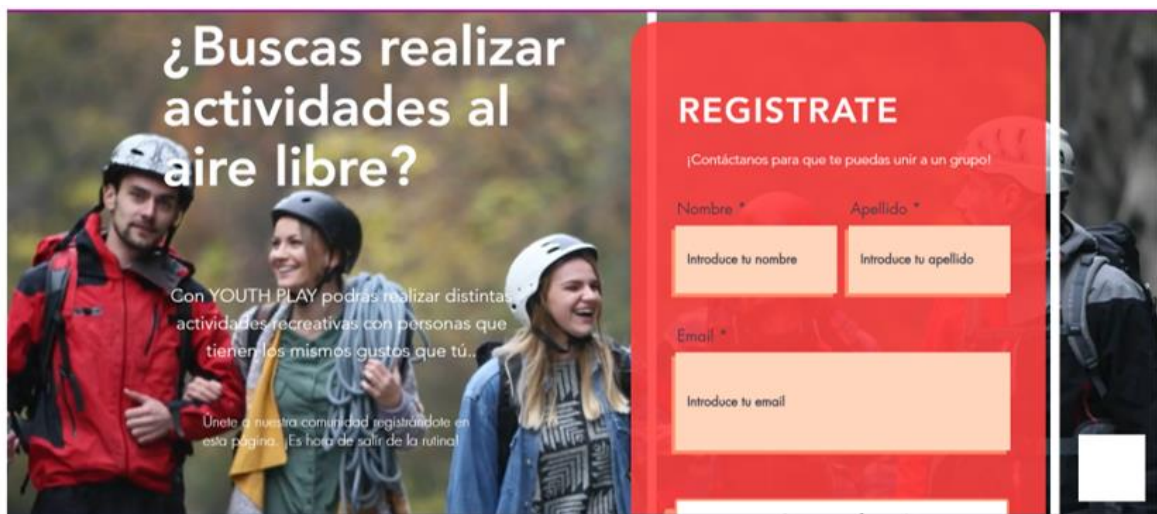 ¿Buscas realizar
actividades al
aire libre?
Con YOUTH PLAY podrás realizar distintas
actividades recreativas con personas que
tienen los mismos gustos que tú..
Únete a nuestra comunidad registrándote en
esta página. ¡Es hora de salir de la rutina!
REGISTRATE
¡Contáctanos para que te puedas unir a un grupo!
Nombre * Apellido *
Introduce tu nombre Introduce tu apellido
Email *
Introduce tu email